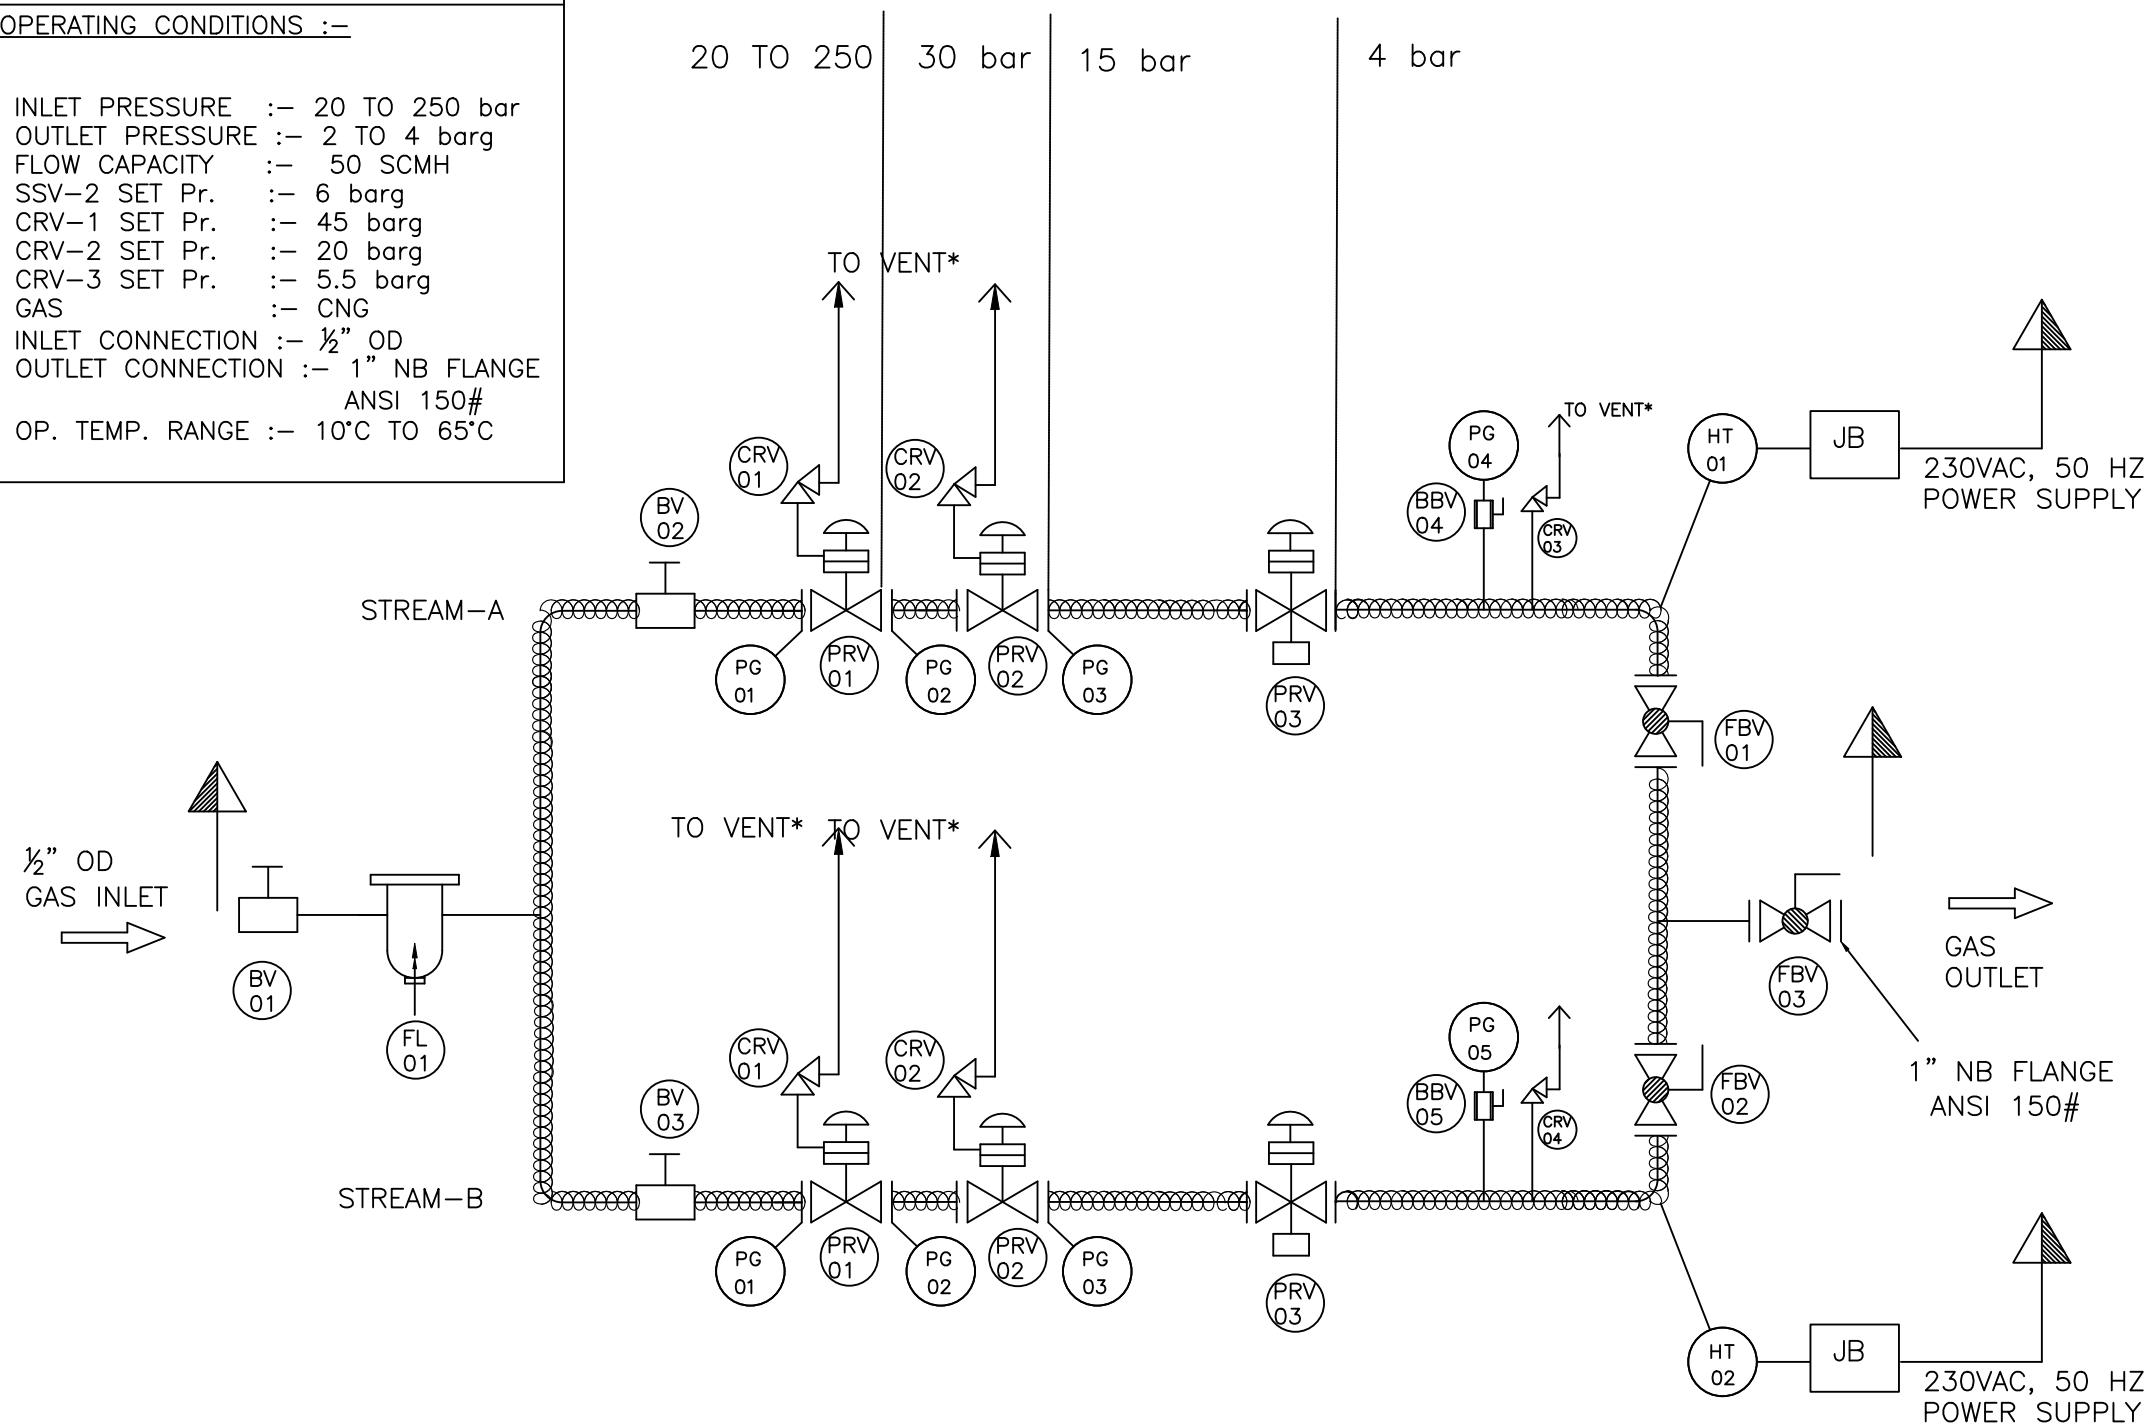 OPERATING CONDITIONS :-
INLET PRESSURE :- 20 TO 250 bar
OUTLET PRESSURE :- 2 TO 4 barg
FLOW CAPACITY :- 50 SCMH
SSV-2 SET Pr. :- 6 barg
CRV-1 SET Pr. :- 45 barg
CRV-2 SET Pr. :- 20 barg
CRV-3 SET Pr. :- 5.5 barg
GAS :- CNG
INLET CONNECTION :- ½" OD
OUTLET CONNECTION :- 1" NB FLANGE
ANSI 150#
OP. TEMP. RANGE :- 10°C TO 65°C
20 TO 250
30 bar
15 bar
4 bar
TO VENT*
TO VENT*
CRV
01
CRV
02
BV
02
PG
04
BBV
04
CRV
03
HT
01
JB
230VAC, 50 HZ
POWER SUPPLY
STREAM-A
PG
01
PRV
01
PG
02
PRV
02
PG
03
PRV
03
FBV
01
½" OD
GAS INLET
BV
01
FL
01
TO VENT*
TO VENT*
FBV
03
GAS
OUTLET
1" NB FLANGE
ANSI 150#
CRV
01
CRV
02
BV
03
PG
05
BBV
05
CRV
04
FBV
02
STREAM-B
PG
01
PRV
01
PG
02
PRV
02
PG
03
PRV
03
HT
02
JB
230VAC, 50 HZ
POWER SUPPLY